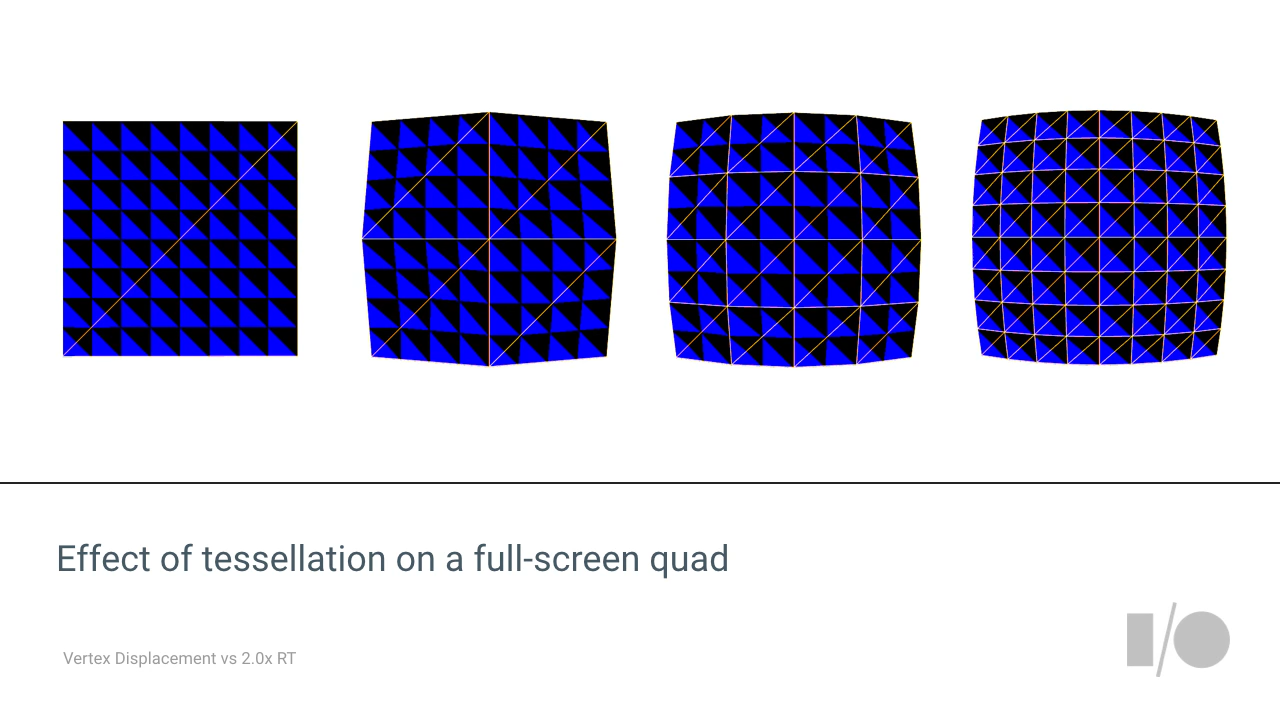 Effect of tessellation on a full-screen quad
Vertex Displacement vs 2.0x RT
I/O